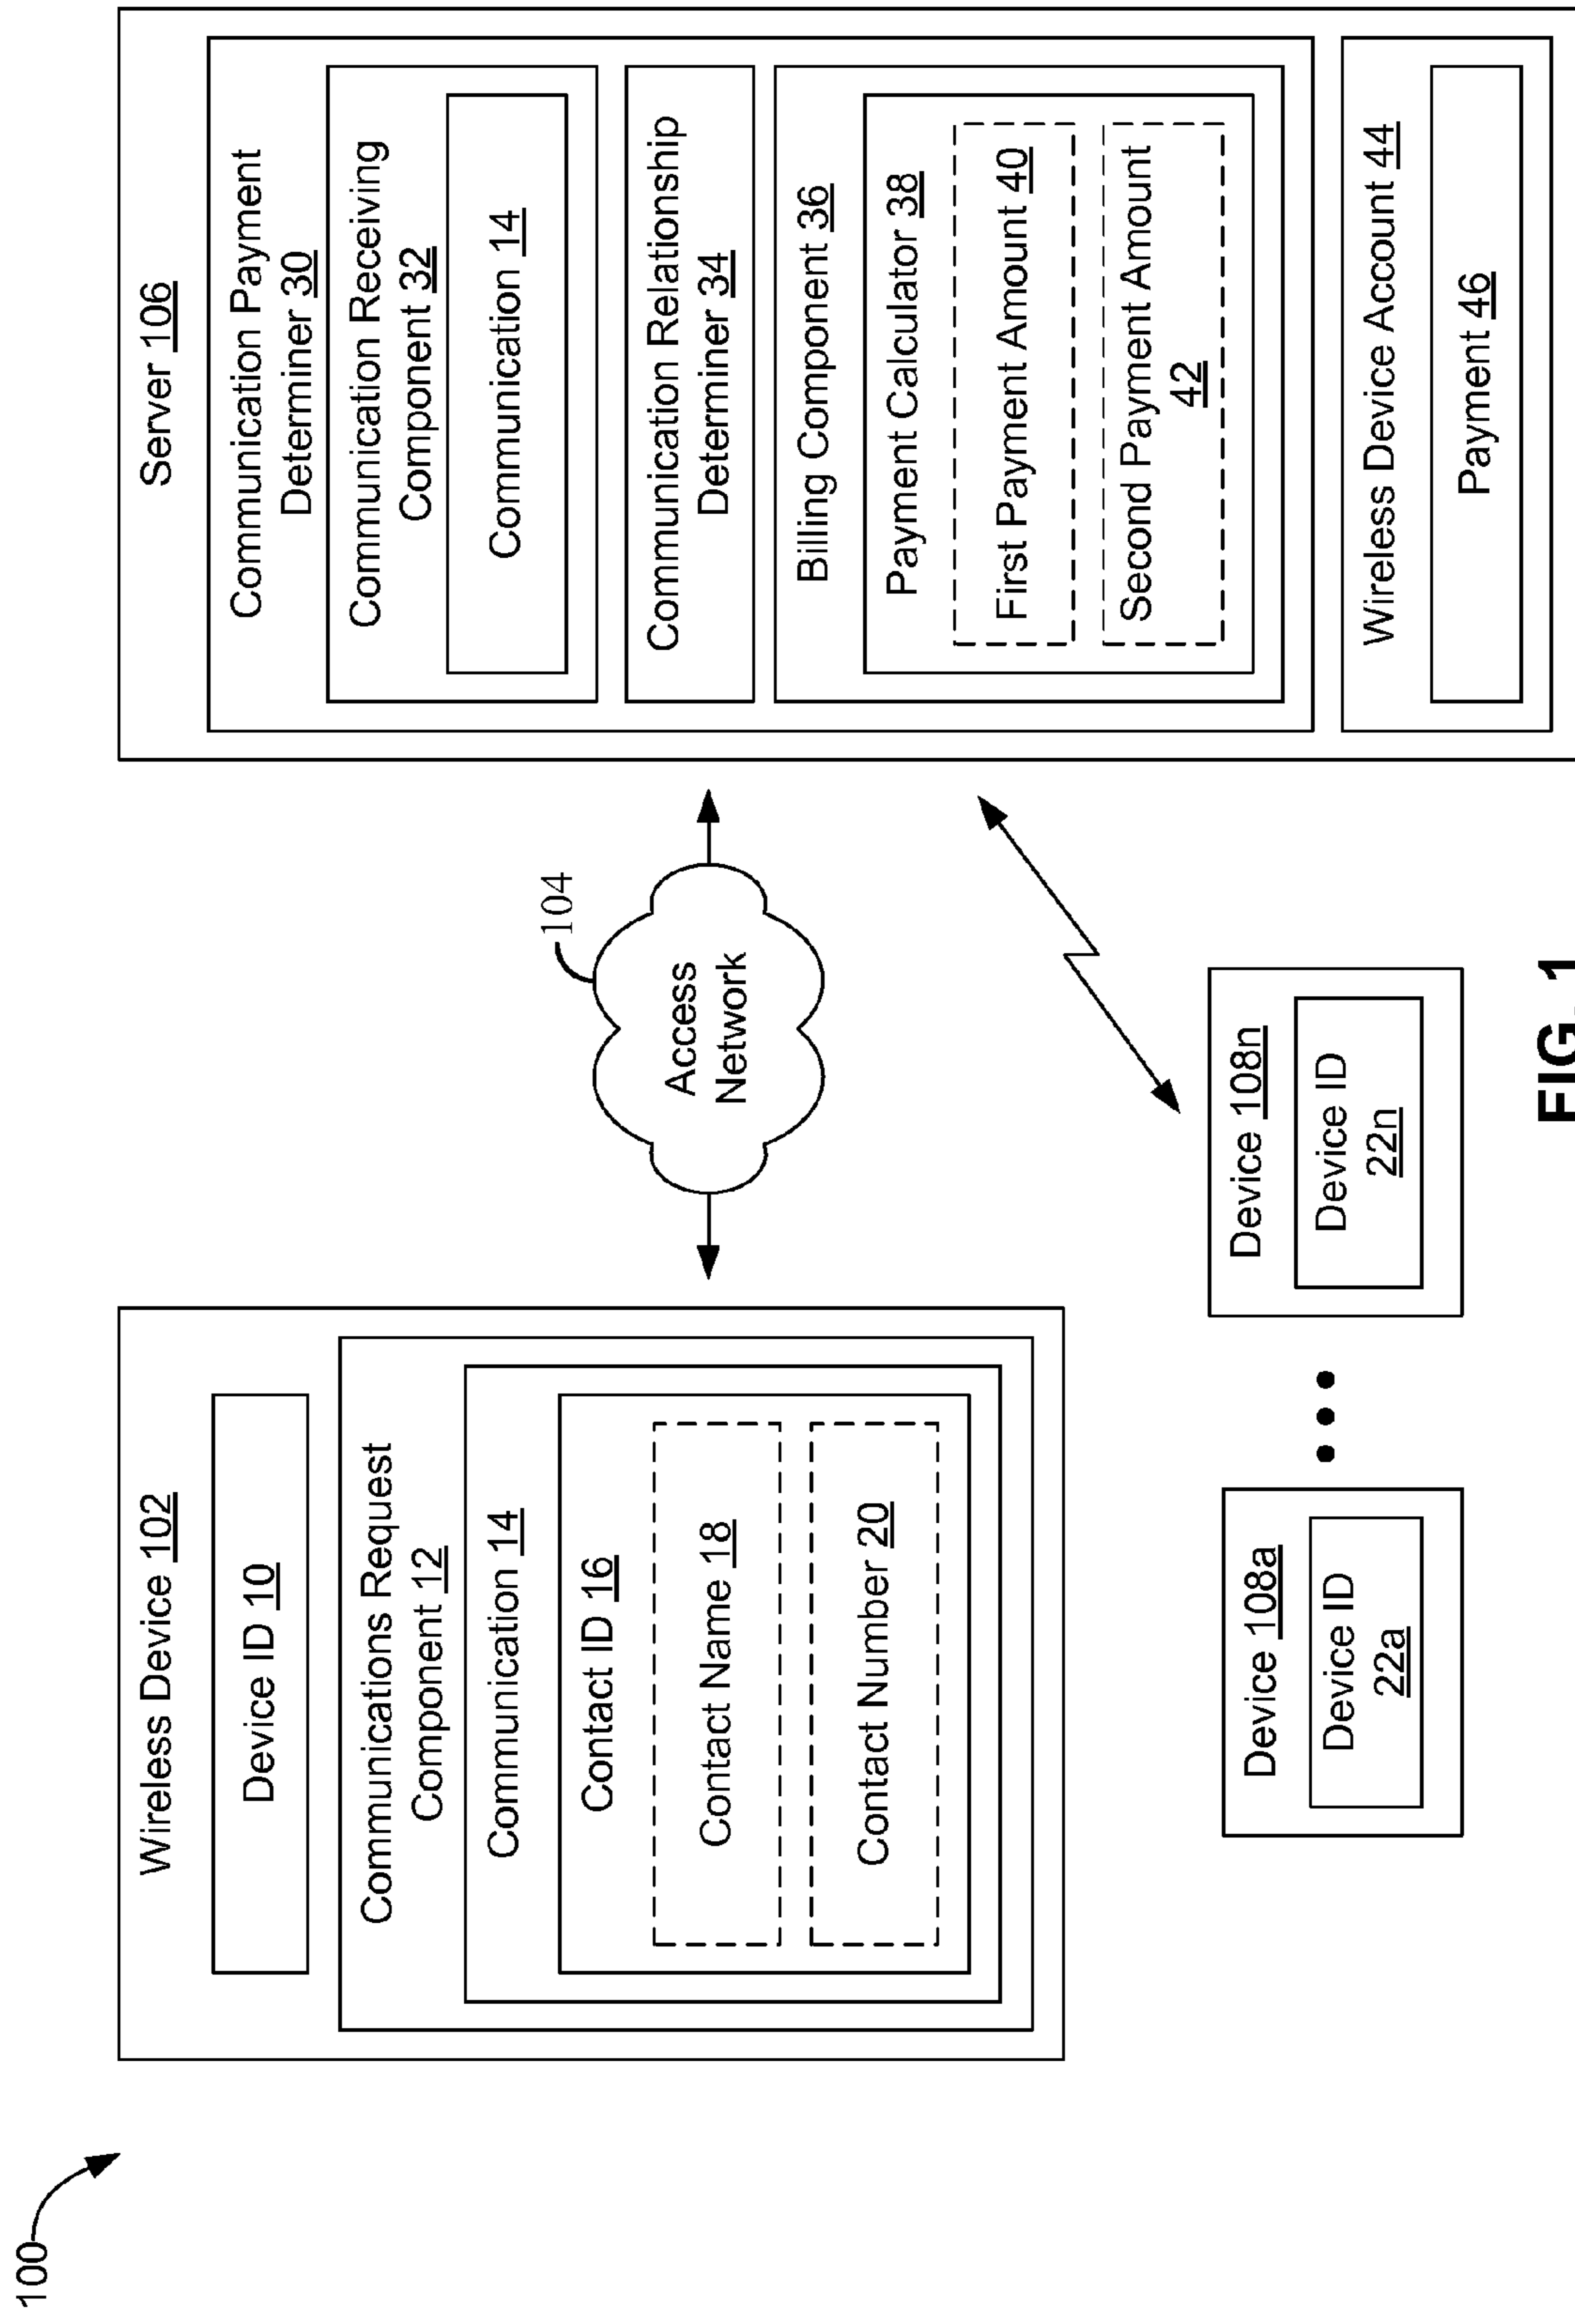 100
Wireless Device 102
Device ID 10
Communications Request
Component 12
Communication 14
Contact ID 16
Contact Name 18
Contact Number 20
104
Access
Network
Server 106
Communication Payment
Determiner 30
Communication Receiving
Component 32
Communication 14
Communication Relationship
Determiner 34
Billing Component 36
Payment Calculator 38
First Payment Amount 40
Second Payment Amount
42
Wireless Device Account 44
Payment 46
Device 108a
Device ID
22a
Device 108n
Device ID
22n
FIG. 1